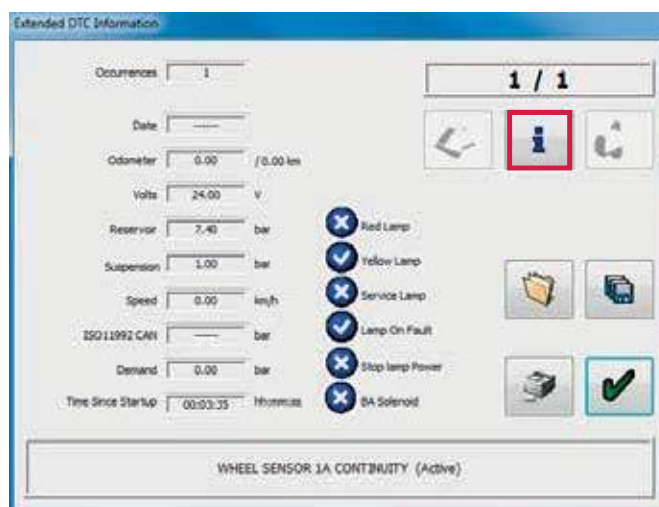 Extended DTC Information
Occurrences 1
1 / 1
Date -----
Odometer 0.00 / 0.00 km
i
Volts 24.00 V
Reservoir 7.40 bar
Red Lamp
Suspension 1.00 bar
Yellow Lamp
Speed 0.00 km/h
Service Lamp
ISO11992 CAN ----- bar
Lamp On Fault
Demand 0.00 bar
Stop lamp Power
Time Since Startup 00:03:35 hh:mm:ss
BA Solenoid
WHEEL SENSOR 1A CONTINUITY (Active)